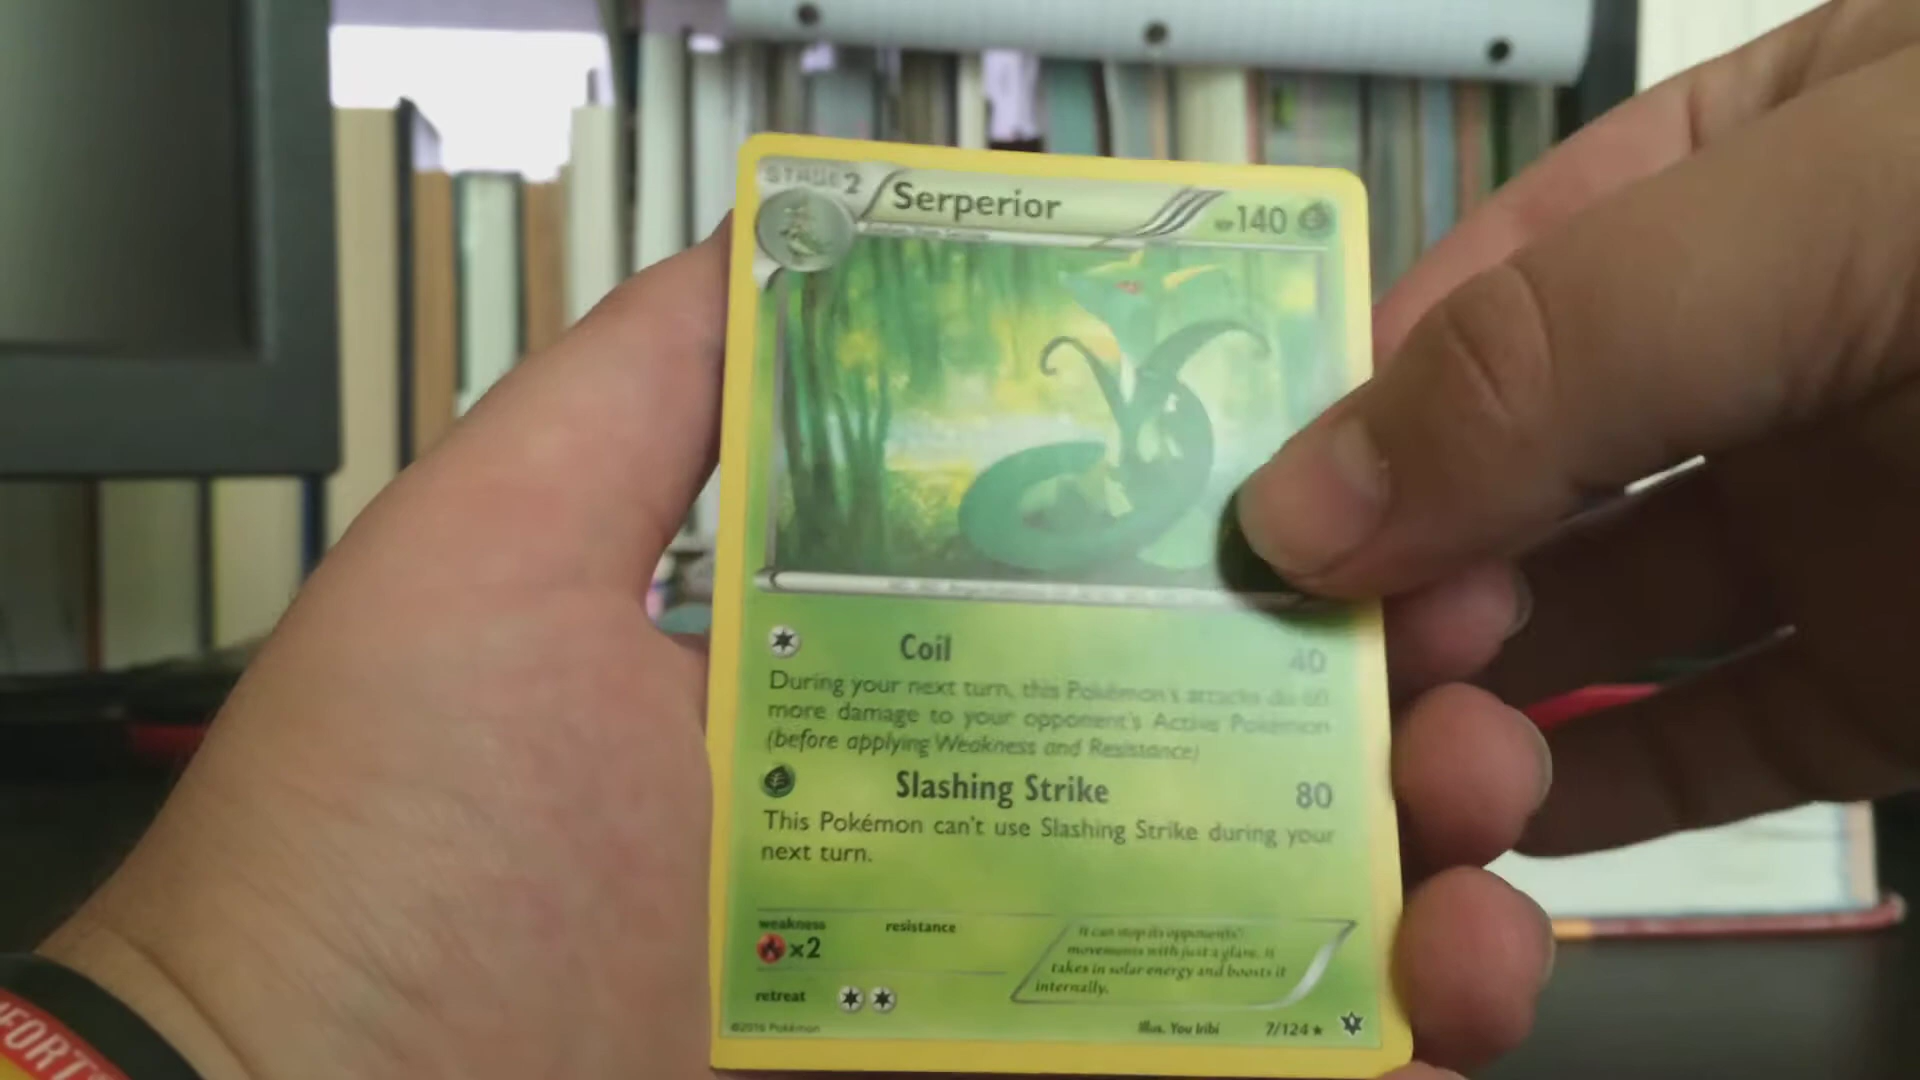 STAGE 2
Serperior
HP 140
Coil
40
During your next turn, this Pokémon's attacks do 60
more damage to your opponent's Active Pokémon
(before applying Weakness and Resistance)
Slashing Strike
80
This Pokémon can't use Slashing Strike during your
next turn.
weakness
x2
resistance
retreat
It can stop its opponents'
movements with just a glare. It
takes in solar energy and boosts it
internally.
©2016 Pokémon
Illus. You Iribi
7/124 ★